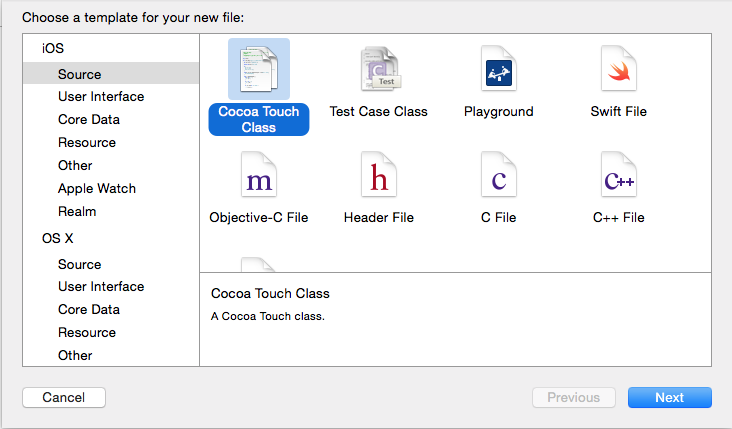 Choose a template for your new file:
iOS
Source
User Interface
Core Data
Resource
Other
Apple Watch
Realm
OS X
Source
User Interface
Core Data
Resource
Other
Cocoa Touch
Class
Test Case Class
Playground
Swift File
C
Test
m
h
c
C++
Objective-C File
Header File
C File
C++ File
Cocoa Touch Class
A Cocoa Touch class.
Cancel
Previous
Next